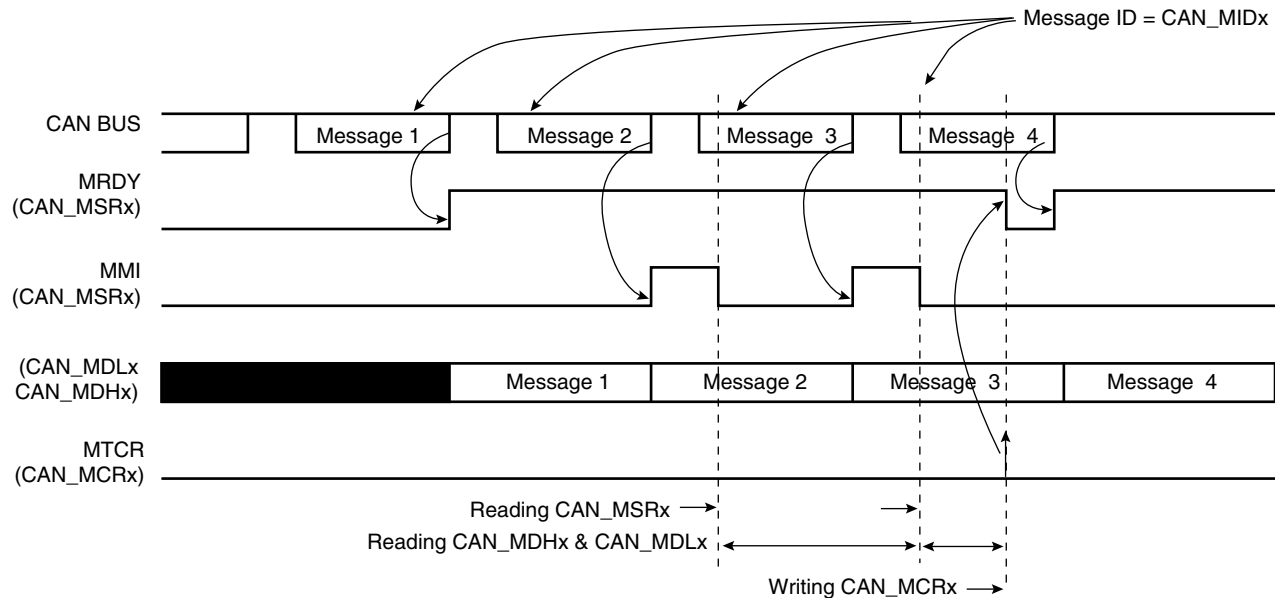 Message ID = CAN_MIDx
CAN BUS
Message 1
Message 2
Message 3
Message 4
MRDY
(CAN_MSRx)
MMI
(CAN_MSRx)
(CAN_MDLx
CAN_MDHx)
Message 1
Message 2
Message 3
Message 4
MTCR
(CAN_MCRx)
Reading CAN_MSRx
Reading CAN_MDHx & CAN_MDLx
Writing CAN_MCRx